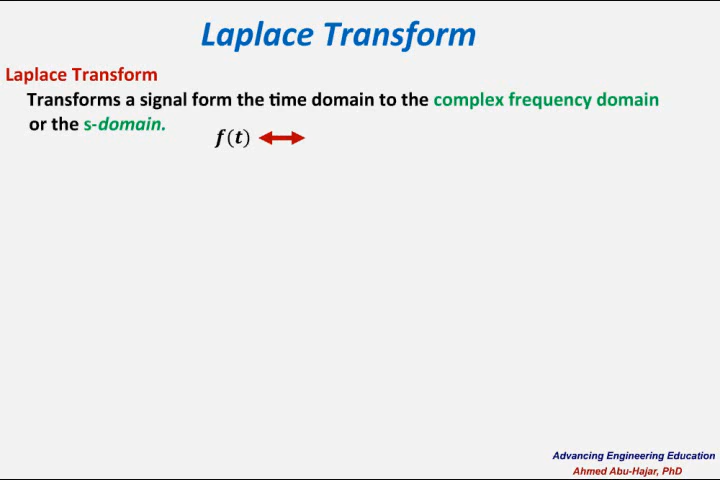 Laplace Transform
Laplace Transform
Transforms a signal form the time domain to the complex frequency domain
or the s-domain.
f(t)
Advancing Engineering Education
Ahmed Abu-Hajar, PhD